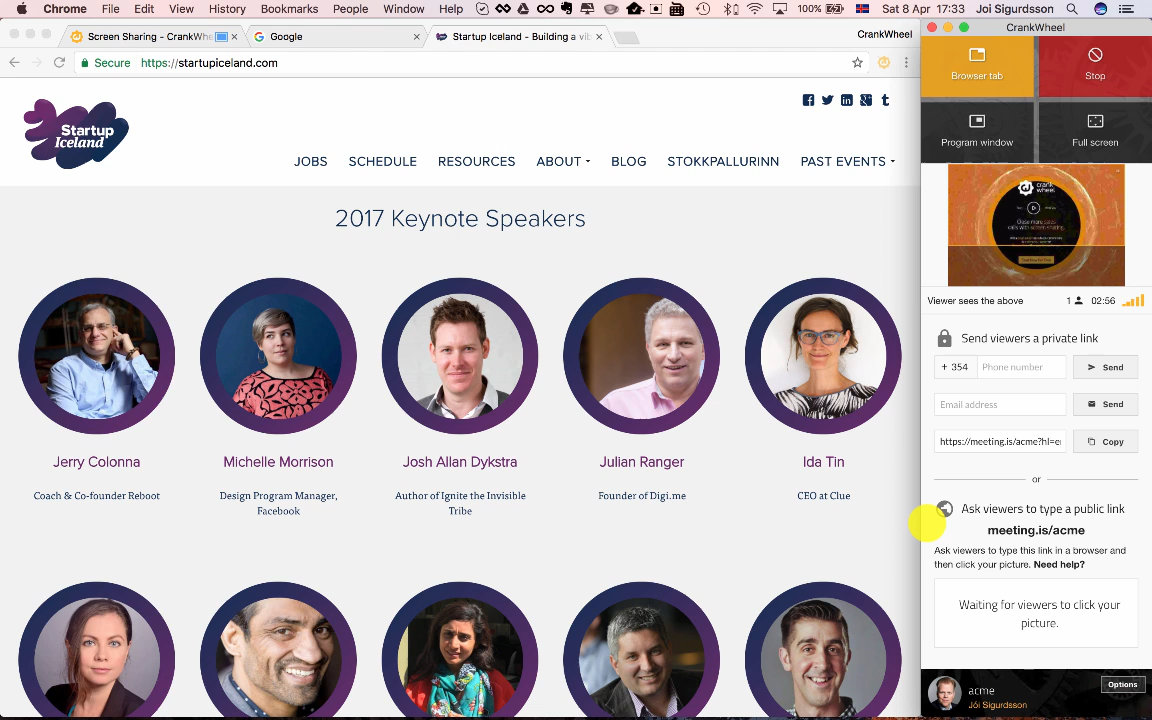 Chrome File Edit View History Bookmarks People Window Help 100% Sat 8 Apr 17:33 Joi Sigurdsson
Screen Sharing - CrankWhe
Google
Startup Iceland - Building a vib
CrankWheel
Secure https://startupiceland.com
Startup
Iceland
JOBS SCHEDULE RESOURCES ABOUT BLOG STOKKPALLURINN PAST EVENTS
2017 Keynote Speakers
Jerry Colonna
Coach & Co-founder Reboot
Michelle Morrison
Design Program Manager,
Facebook
Josh Allan Dykstra
Author of Ignite the Invisible
Tribe
Julian Ranger
Founder of Digi.me
Ida Tin
CEO at Clue
CrankWheel
Browser tab
Stop
Program window
Full screen
crank
wheel
Viewer sees the above 1 02:56
Send viewers a private link
+ 354 Phone number Send
Email address Send
https://meeting.is/acme?hl=e Copy
or
Ask viewers to type a public link
meeting.is/acme
Ask viewers to type this link in a browser and
then click your picture. Need help?
Waiting for viewers to click your
picture.
acme
Jói Sigurdsson
Options